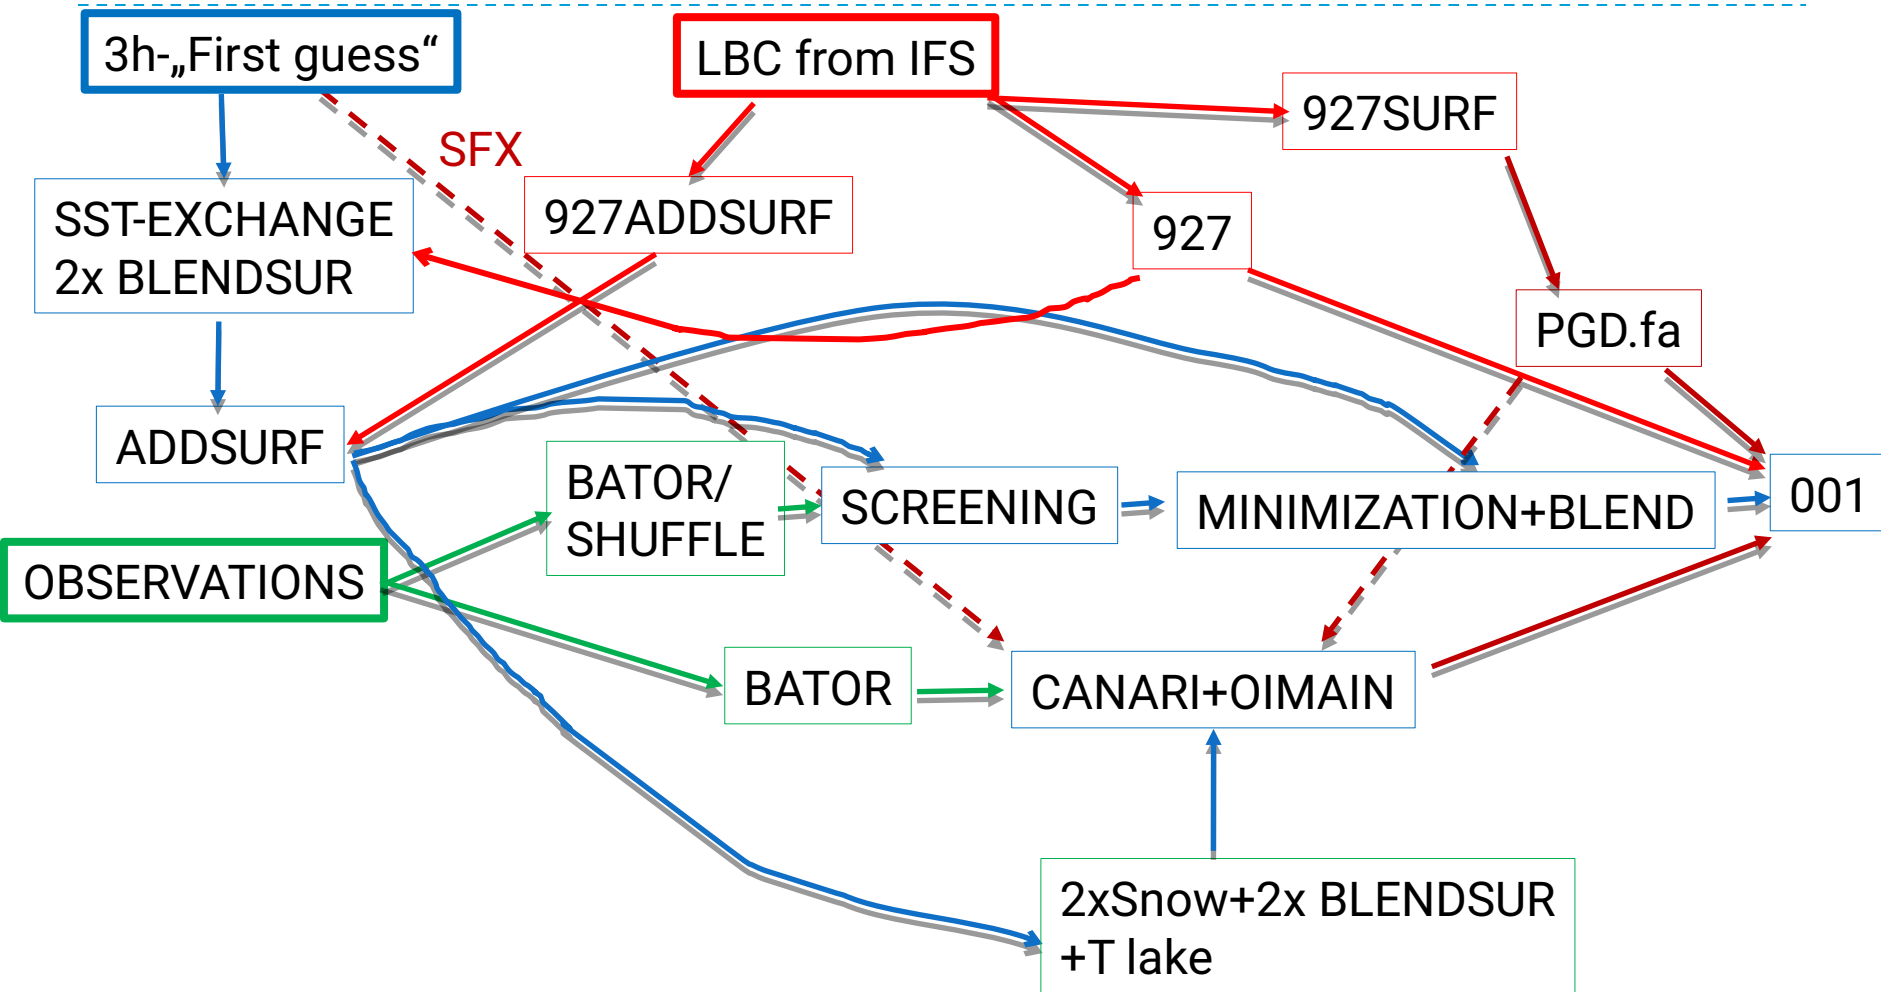 3h-„First guess“
LBC from IFS
927SURF
SFX
SST-EXCHANGE
2x BLENDSUR
927ADDSURF
927
PGD.fa
ADDSURF
BATOR/
SHUFFLE
SCREENING
MINIMIZATION+BLEND
001
OBSERVATIONS
BATOR
CANARI+OIMAIN
2xSnow+2x BLENDSUR
+T lake